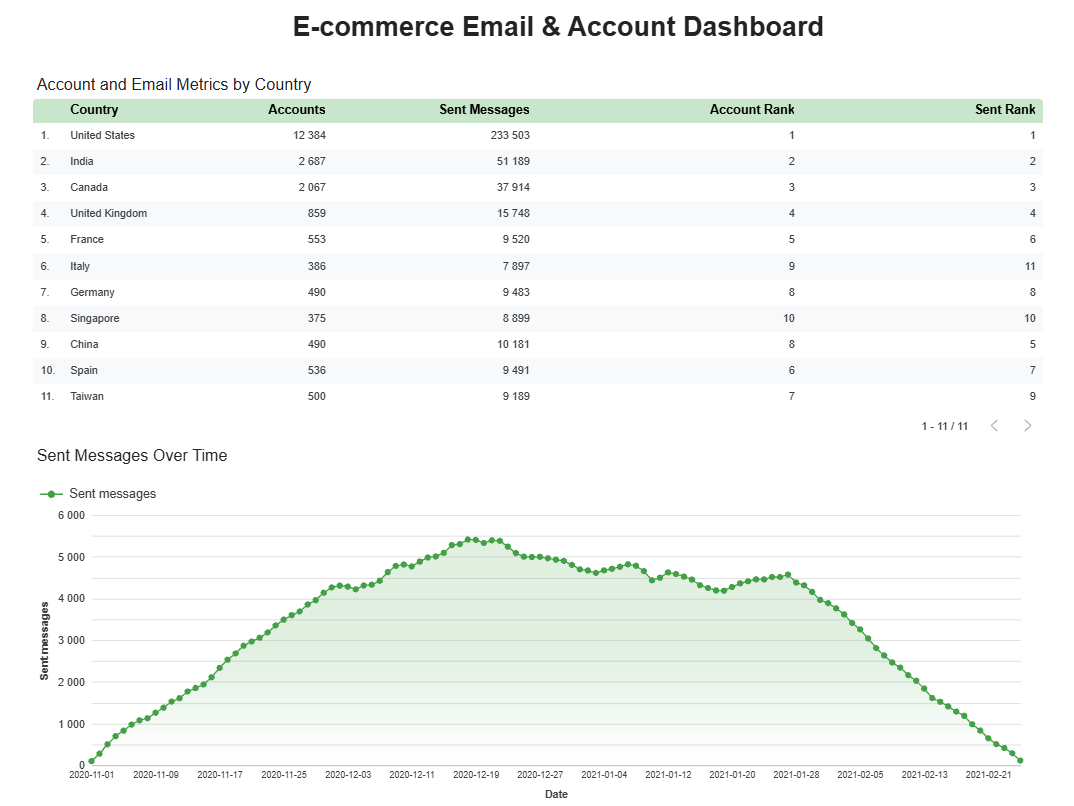 E-commerce Email & Account Dashboard
Account and Email Metrics by Country
Country Accounts Sent Messages Account Rank Sent Rank
1. United States 12 384 233 503 1 1
2. India 2 687 51 189 2 2
3. Canada 2 067 37 914 3 3
4. United Kingdom 859 15 748 4 4
5. France 553 9 520 5 6
6. Italy 386 7 897 9 11
7. Germany 490 9 483 8 8
8. Singapore 375 8 899 10 10
9. China 490 10 181 8 5
10. Spain 536 9 491 6 7
11. Taiwan 500 9 189 7 9
1 - 11 / 11
Sent Messages Over Time
Sent messages
6 000
5 000
4 000
3 000
2 000
1 000
0
Sent messages
2020-11-01 2020-11-09 2020-11-17 2020-11-25 2020-12-03 2020-12-11 2020-12-19 2020-12-27 2021-01-04 2021-01-12 2021-01-20 2021-01-28 2021-02-05 2021-02-13 2021-02-21
Date